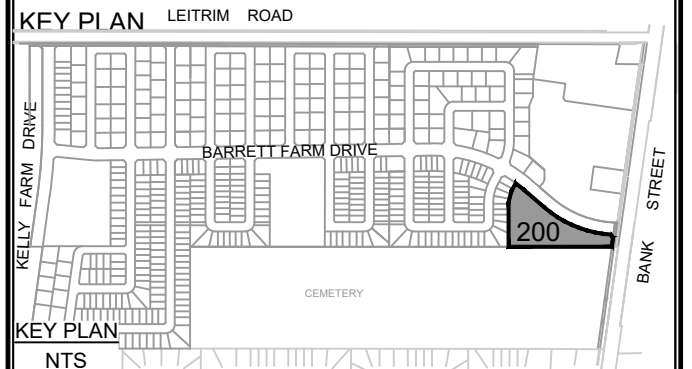 KEY PLAN
LEITRIM ROAD
KELLY FARM DRIVE
BARRETT FARM DRIVE
BANK STREET
200
CEMETERY
KEY PLAN
NTS